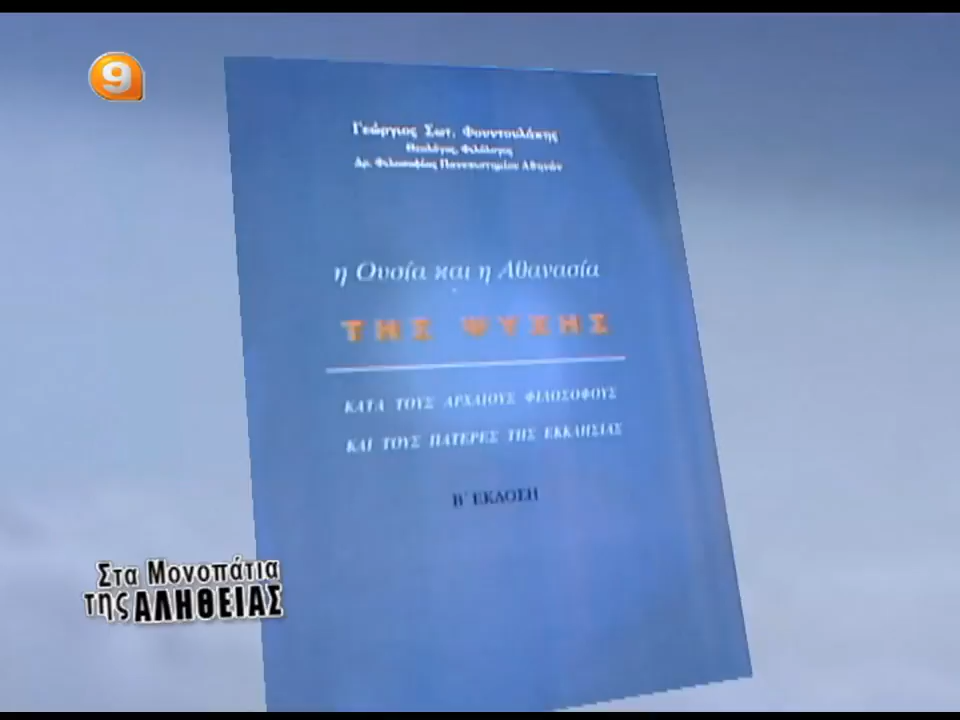 9
Γεώργιος Σωτ. Φουντουλάκης
Θεολόγος, Φιλόλογος
Δρ. Φιλοσοφίας Πανεπιστημίου Αθηνών
η Ουσία και η Αθανασία
ΤΗΣ ΨΥΧΗΣ
ΚΑΤΑ ΤΟΥΣ ΑΡΧΑΙΟΥΣ ΦΙΛΟΣΟΦΟΥΣ
ΚΑΙ ΤΟΥΣ ΠΑΤΕΡΕΣ ΤΗΣ ΕΚΚΛΗΣΙΑΣ
Β΄ ΕΚΔΟΣΗ
Στα Μονοπάτια
της ΑΛΗΘΕΙΑΣ